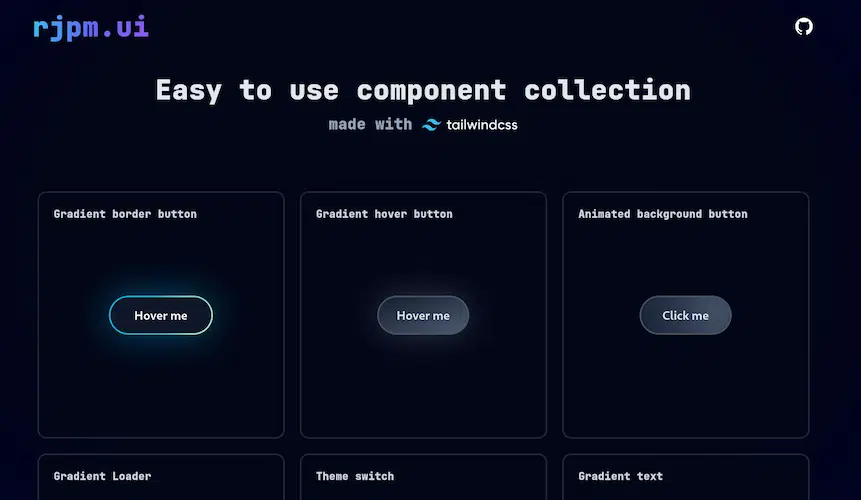 rjpm.ui
Easy to use component collection
made with tailwindcss
Gradient border button
Gradient hover button
Animated background button
Hover me
Hover me
Click me
Gradient Loader
Theme switch
Gradient text